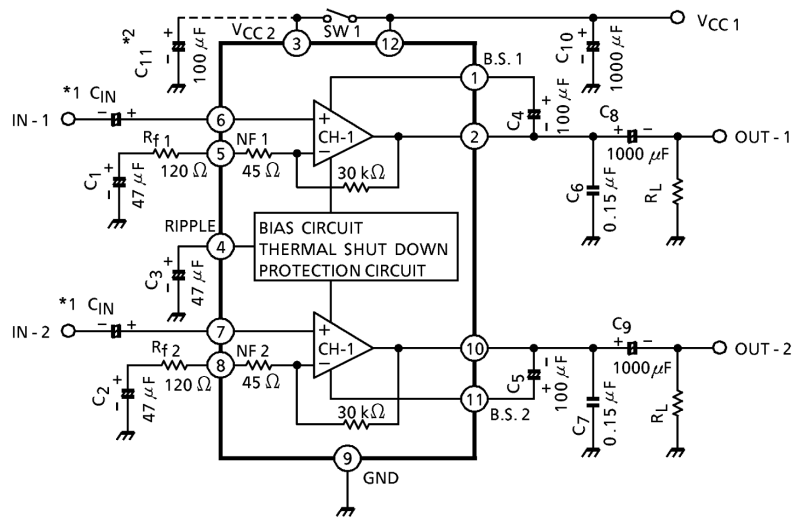 *2
C11
100 μF
VCC 2
SW 1
VCC 1
3
12
C10
1000 μF
B.S. 1
1
*1 CIN
IN - 1
6
CH-1
C4
100 μF
C8
1000 μF
2
OUT - 1
Rf 1
120 Ω
5
NF 1
45 Ω
30 kΩ
C1
47 μF
C6
0.15 μF
RL
RIPPLE
4
BIAS CIRCUIT
THERMAL SHUT DOWN
PROTECTION CIRCUIT
C3
47 μF
*1 CIN
IN - 2
7
CH-1
10
C9
1000 μF
OUT - 2
Rf 2
120 Ω
8
NF 2
45 Ω
30 kΩ
C2
47 μF
C5
100 μF
11
B.S. 2
C7
0.15 μF
RL
9
GND